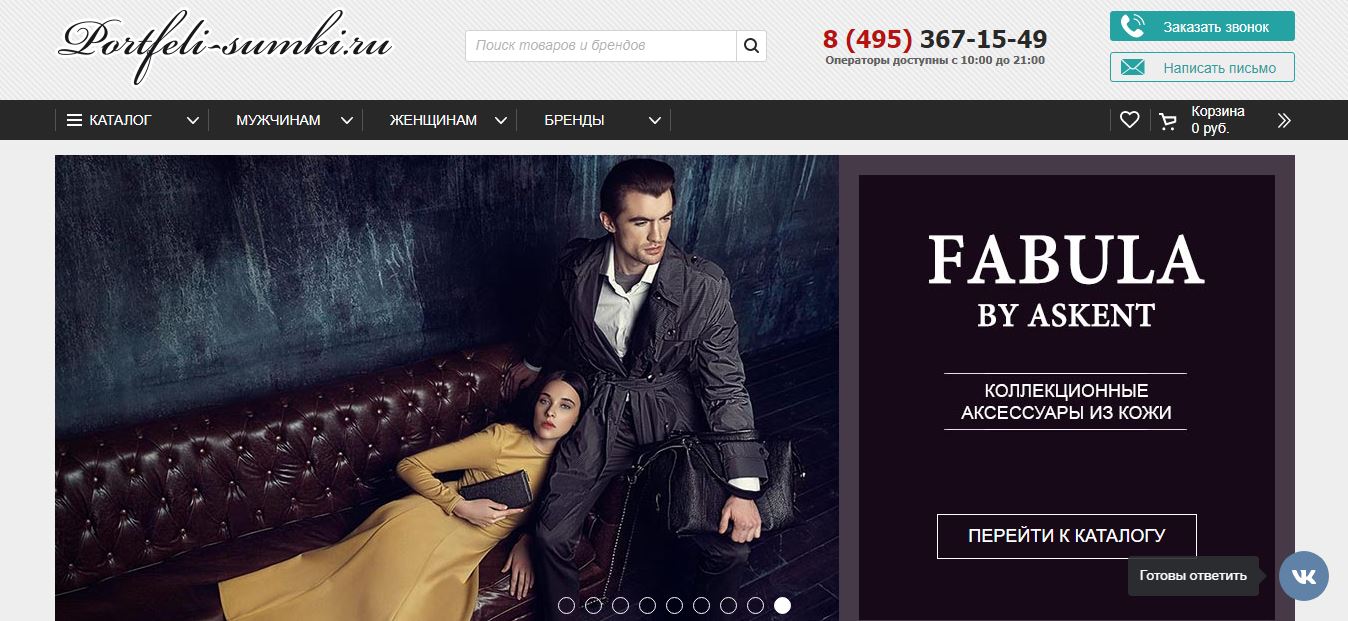 Portfeli-sumki.ru
Поиск товаров и брендов
8 (495) 367-15-49
Операторы доступны с 10:00 до 21:00
Заказать звонок
Написать письмо
КАТАЛОГ
МУЖЧИНАМ
ЖЕНЩИНАМ
БРЕНДЫ
Корзина
0 руб.
FABULA
BY ASKENT
КОЛЛЕКЦИОННЫЕ
АКСЕССУАРЫ ИЗ КОЖИ
ПЕРЕЙТИ К КАТАЛОГУ
Готовы ответить